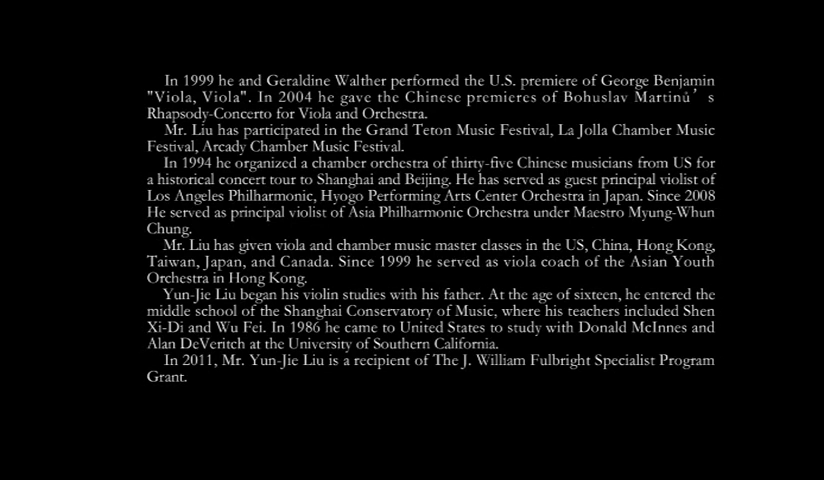 In 1999 he and Geraldine Walther performed the U.S. premiere of George Benjamin
"Viola, Viola". In 2004 he gave the Chinese premieres of Bohuslav Martinů’s
Rhapsody-Concerto for Viola and Orchestra.
Mr. Liu has participated in the Grand Teton Music Festival, La Jolla Chamber Music
Festival, Arcady Chamber Music Festival.
In 1994 he organized a chamber orchestra of thirty-five Chinese musicians from US for
a historical concert tour to Shanghai and Beijing. He has served as guest principal violist of
Los Angeles Philharmonic, Hyogo Performing Arts Center Orchestra in Japan. Since 2008
He served as principal violist of Asia Philharmonic Orchestra under Maestro Myung-Whun
Chung.
Mr. Liu has given viola and chamber music master classes in the US, China, Hong Kong,
Taiwan, Japan, and Canada. Since 1999 he served as viola coach of the Asian Youth
Orchestra in Hong Kong.
Yun-Jie Liu began his violin studies with his father. At the age of sixteen, he entered the
middle school of the Shanghai Conservatory of Music, where his teachers included Shen
Xi-Di and Wu Fei. In 1986 he came to United States to study with Donald McInnes and
Alan DeVeritch at the University of Southern California.
In 2011, Mr. Yun-Jie Liu is a recipient of The J. William Fulbright Specialist Program
Grant.